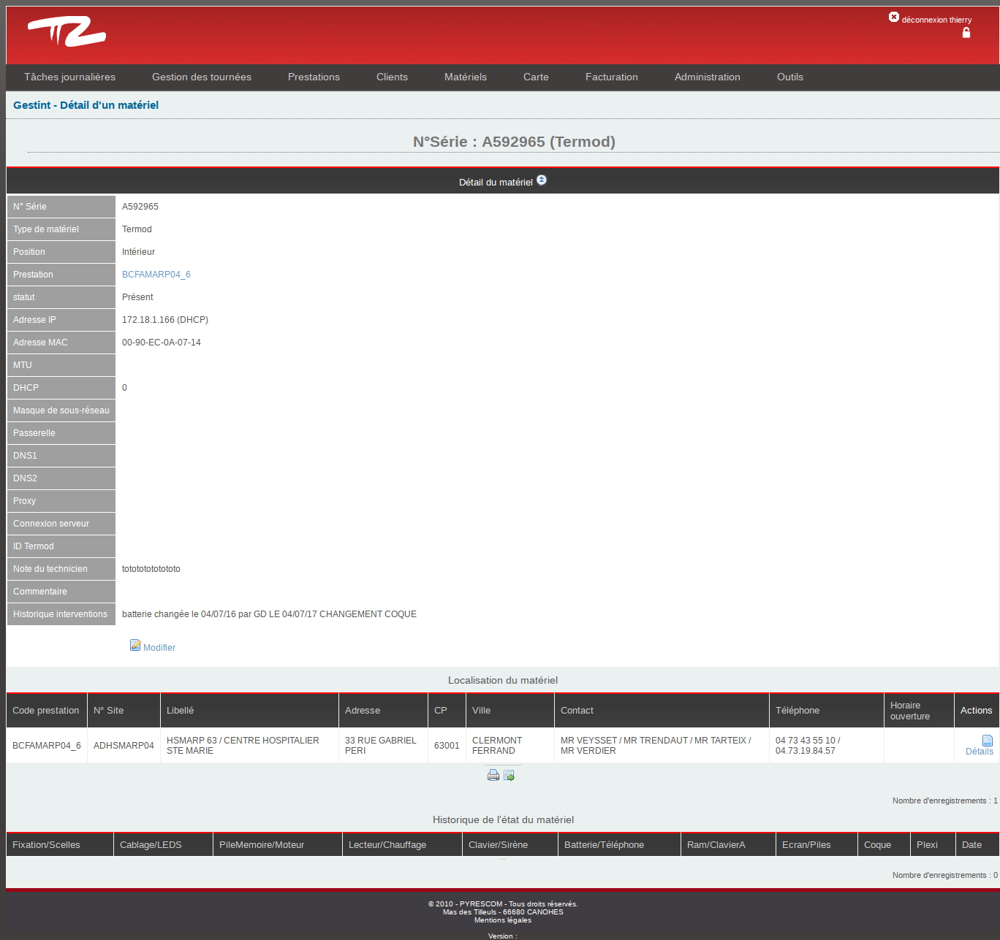 TZ
déconnexion thierry
Tâches journalières Gestion des tournées Prestations Clients Matériels Carte Facturation Administration Outils
Gestint - Détail d'un matériel
N°Série : A592965 (Termod)
Détail du matériel
N° Série A592965
Type de matériel Termod
Position Intérieur
Prestation BCFAMARP04_6
statut Présent
Adresse IP 172.18.1.166 (DHCP)
Adresse MAC 00-90-EC-0A-07-14
MTU
DHCP 0
Masque de sous-réseau
Passerelle
DNS1
DNS2
Proxy
Connexion serveur
ID Termod
Note du technicien totototototototo
Commentaire
Historique interventions batterie changée le 04/07/16 par GD LE 04/07/17 CHANGEMENT COQUE
Modifier
Localisation du matériel
Code prestation N° Site Libellé Adresse CP Ville Contact Téléphone Horaire ouverture Actions
BCFAMARP04_6 ADHSMARP04 HSMARP 63 / CENTRE HOSPITALIER STE MARIE 33 RUE GABRIEL PERI 63001 CLERMONT FERRAND MR VEYSSET / MR TRENDAUT / MR TARTEIX / MR VERDIER 04 73 43 55 10 / 04.73.19.84.57 Détails
Nombre d'enregistrements : 1
Historique de l'état du matériel
Fixation/Scelles Cablage/LEDS PileMemoire/Moteur Lecteur/Chauffage Clavier/Sirène Batterie/Téléphone Ram/ClavierA Ecran/Piles Coque Plexi Date
Nombre d'enregistrements : 0
© 2010 - PYRESCOM - Tous droits réservés.
Mas des Tilleuls - 66680 CANOHES
Mentions légales
Version :